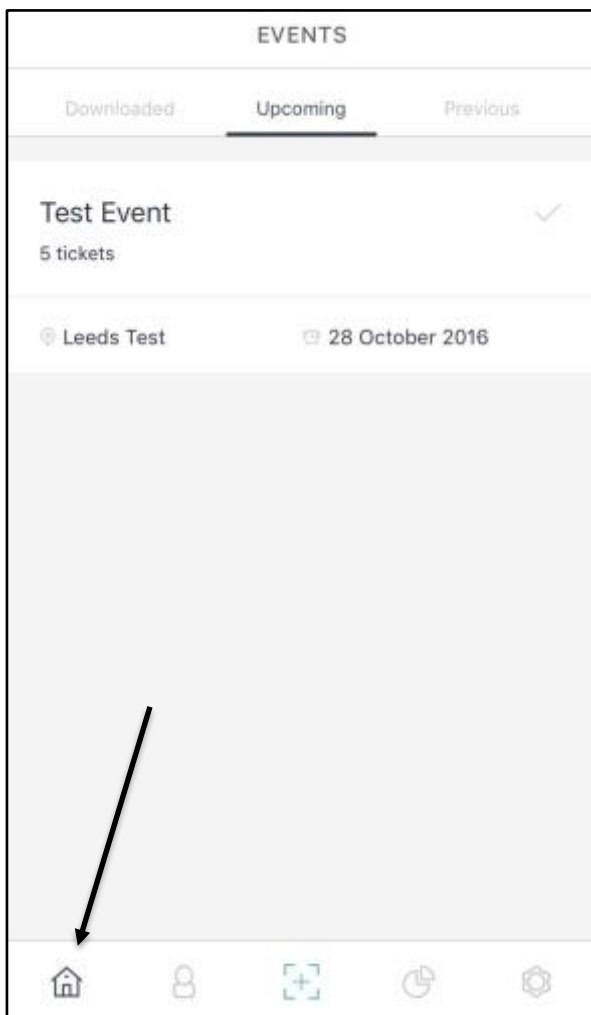 EVENTS
Downloaded Upcoming Previous
Test Event
5 tickets
Leeds Test 28 October 2016